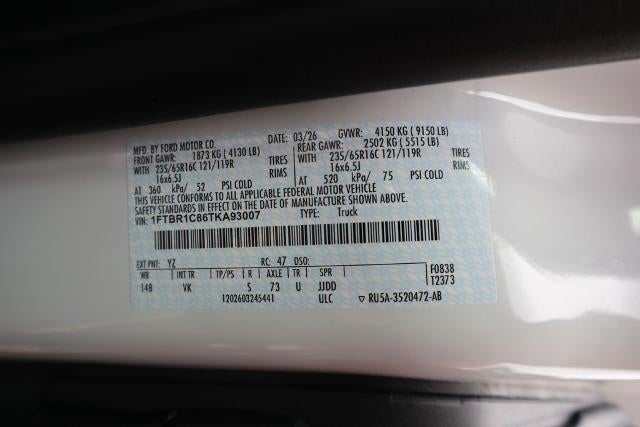 MFD. BY FORD MOTOR CO. 03/26 GVWR: 4150 KG ( 9150 LB)
FRONT GAWR: 1873 KG ( 4130 LB) REAR GAWR: 2502 KG ( 5515 LB)
WITH 235/65R16C 121/119R TIRES WITH 235/65R16C 121/119R TIRES
16x6.5J RIMS 16x6.5J RIMS
AT 360 kPa/ 52 PSI COLD AT 520 kPa/ 75 PSI COLD
THIS VEHICLE CONFORMS TO ALL APPLICABLE FEDERAL MOTOR VEHICLE
SAFETY STANDARDS IN EFFECT ON THE DATE OF MANUFACTURE SHOWN ABOVE.
VIN: 1FTBR1C86TKA93007 TYPE: Truck
EXT PNT: YZ RC: 47 DSO: F0838
WB INT TR TP/PS R AXLE TR SPR T2373
148 VK S 73 U JJDD
1202603245441 ULC ▽ RU5A-3520472-AB